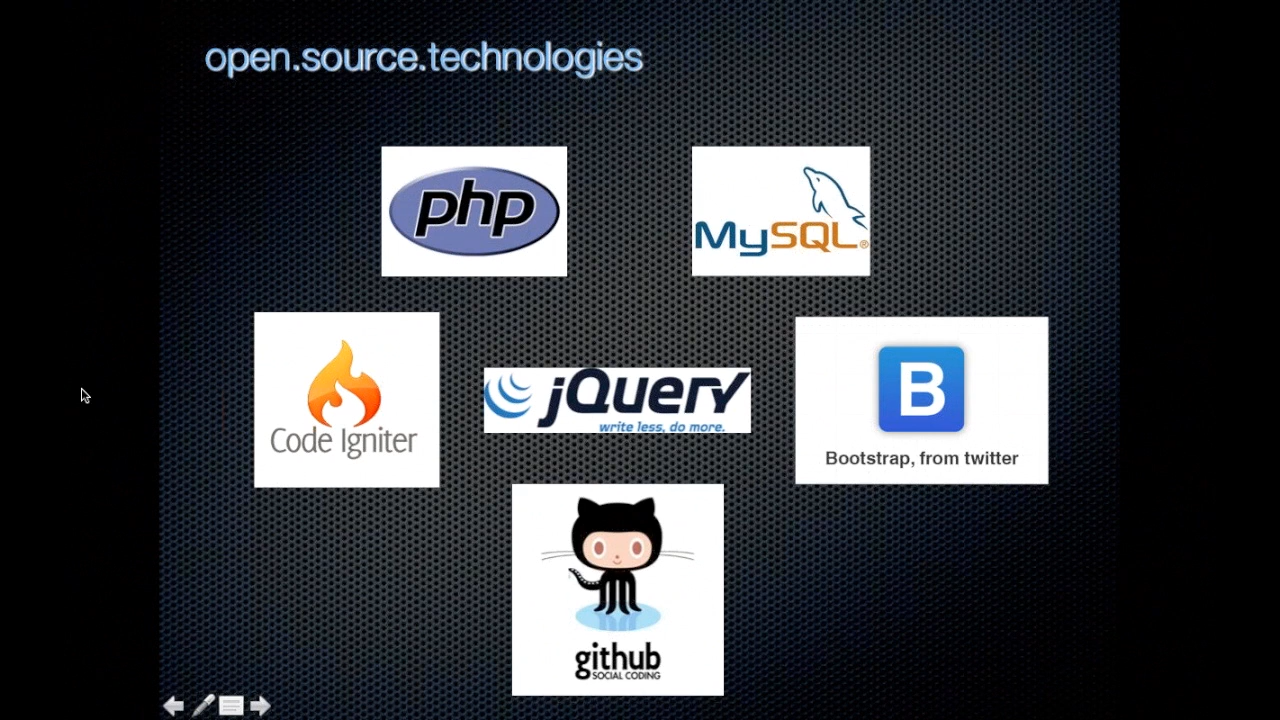 open.source.technologies
php
MySQL®
Code Igniter
jQuery
write less, do more.
B
Bootstrap, from twitter
github
SOCIAL CODING